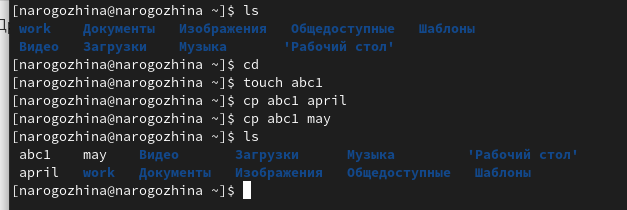 Др
[narogozhina@narogozhina ~]$ ls
work Документы Изображения Общедоступные Шаблоны
Видео Загрузки Музыка 'Рабочий стол'
[narogozhina@narogozhina ~]$ cd
[narogozhina@narogozhina ~]$ touch abc1
[narogozhina@narogozhina ~]$ cp abc1 april
[narogozhina@narogozhina ~]$ cp abc1 may
[narogozhina@narogozhina ~]$ ls
abc1 may Видео Загрузки Музыка 'Рабочий стол'
april work Документы Изображения Общедоступные Шаблоны
[narogozhina@narogozhina ~]$